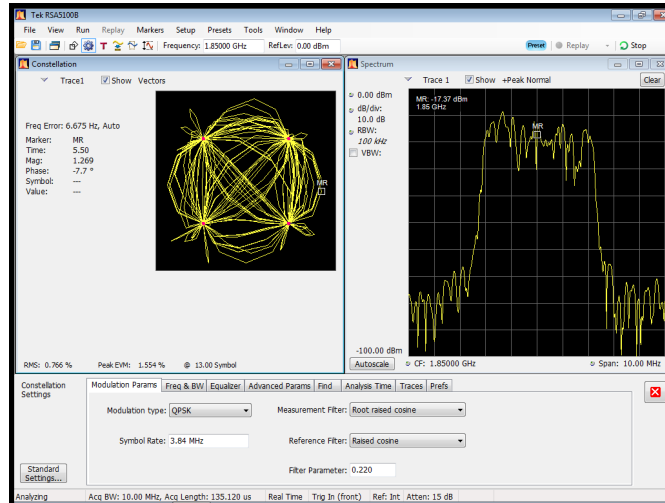 Tek RSA5100B
File View Run Replay Markers Setup Presets Tools Window Help
Frequency: 1.85000 GHz RefLev: 0.00 dBm Preset Replay Stop
Constellation
Trace1 Show Vectors
Freq Error: 6.675 Hz, Auto
Marker: MR
Time: 5.50
Mag: 1.269
Phase: -7.7 °
Symbol: ---
Value: ---
MR
RMS: 0.766 % Peak EVM: 1.554 % @ 13.00 Symbol
Spectrum
Trace 1 Show +Peak Normal Clear
0.00 dBm
dB/div:
10.0 dB
RBW:
100 kHz
VBW:
MR: -17.37 dBm
1.85 GHz
MR
-100.00 dBm
Autoscale CF: 1.85000 GHz Span: 10.00 MHz
Constellation
Settings
Modulation Params Freq & BW Equalizer Advanced Params Find Analysis Time Traces Prefs
Modulation type: QPSK Measurement Filter: Root raised cosine
Symbol Rate: 3.84 MHz Reference Filter: Raised cosine
Filter Parameter: 0.220
Standard
Settings...
Analyzing Acq BW: 10.00 MHz, Acq Length: 135.120 us Real Time Trig In (front) Ref: Int Atten: 15 dB